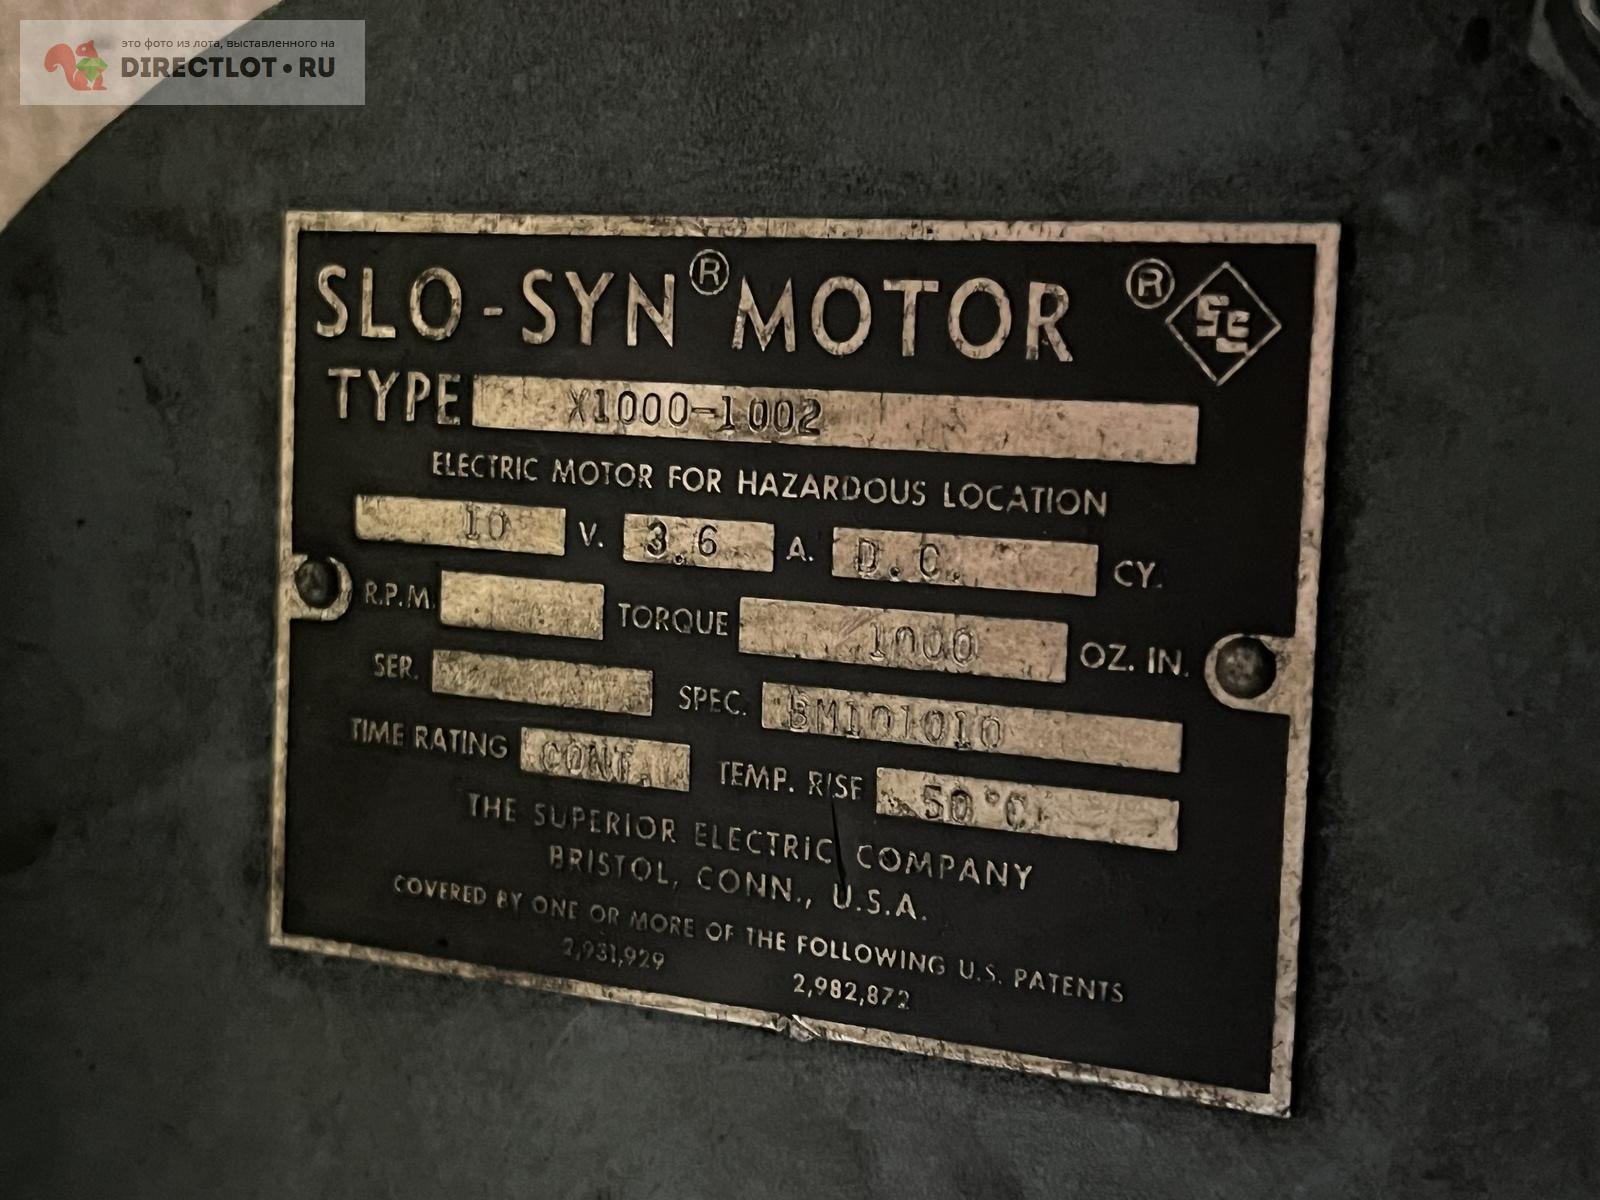 это фото из лота, выставленного на
DIRECTLOT•RU
SLO-SYN® MOTOR ® SE
TYPE X1000-1002
ELECTRIC MOTOR FOR HAZARDOUS LOCATION
10 V. 3.6 A. D.C. CY.
R.P.M. TORQUE 1000 OZ. IN.
SER. SPEC. BM101010
TIME RATING CONT. TEMP. RISE 50°C
THE SUPERIOR ELECTRIC COMPANY
BRISTOL, CONN., U.S.A.
COVERED BY ONE OR MORE OF THE FOLLOWING U.S. PATENTS
2,931,929 2,982,872